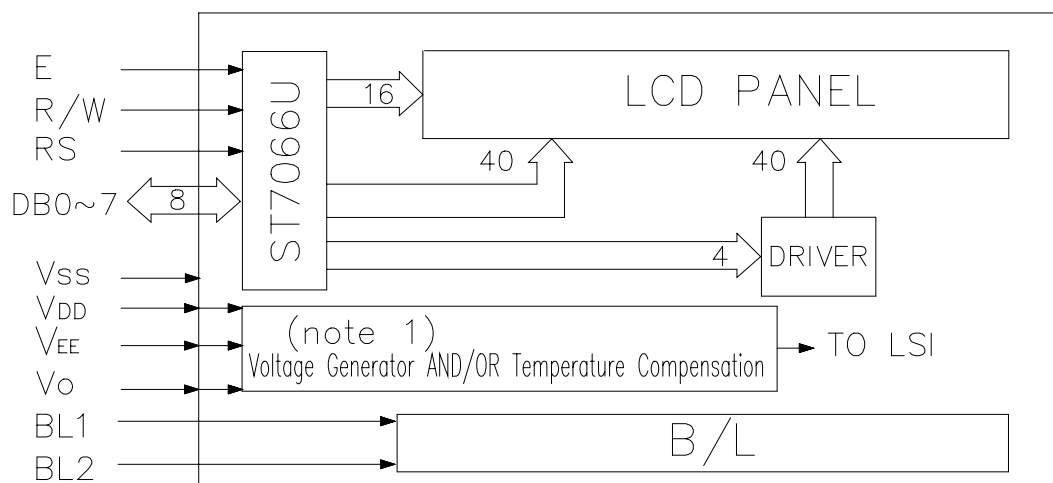 E
R/W
RS
DB0~7
8
ST7066U
16
LCD PANEL
40
40
4
DRIVER
VSS
VDD
VEE
VO
(note 1)
Voltage Generator AND/OR Temperature Compensation
TO LSI
BL1
BL2
B/L